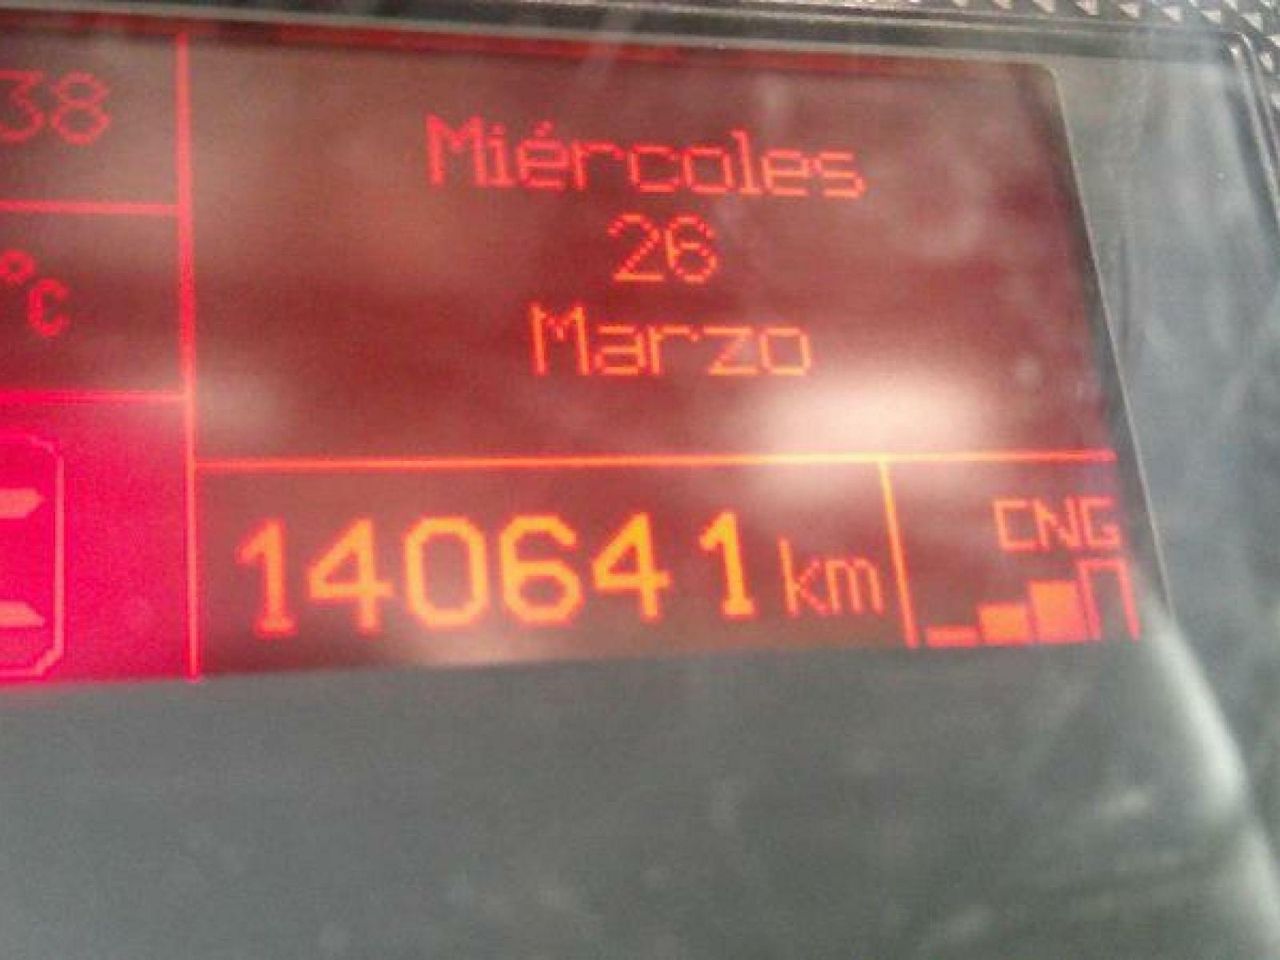 38
Miércoles
26
Marzo
°C
140641 km
CNG